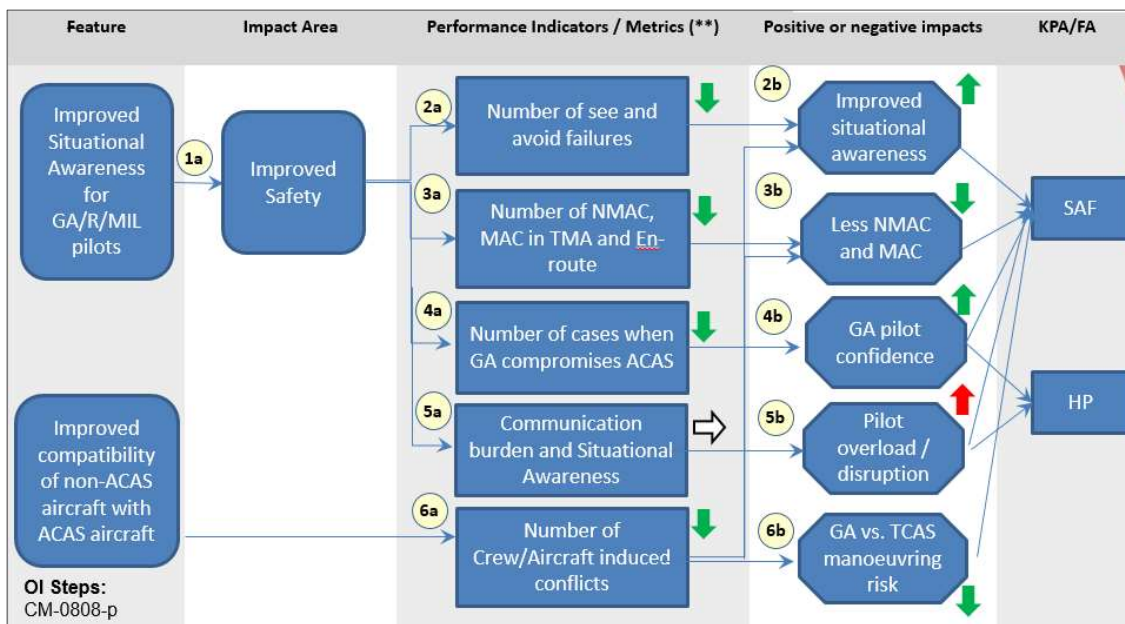 Feature
Impact Area
Performance Indicators / Metrics (**)
Positive or negative impacts
KPA/FA
Improved
Situational
Awareness
for
GA/R/MIL
pilots
1a
Improved
Safety
2a
Number of see and
avoid failures
2b
Improved
situational
awareness
3a
Number of NMAC,
MAC in TMA and En-
route
3b
Less NMAC
and MAC
SAF
4a
Number of cases when
GA compromises ACAS
4b
GA pilot
confidence
HP
5a
Communication
burden and Situational
Awareness
5b
Pilot
overload /
disruption
Improved
compatibility
of non-ACAS
aircraft with
ACAS aircraft
6a
Number of
Crew/Aircraft induced
conflicts
6b
GA vs. TCAS
manoeuvring
risk
OI Steps:
CM-0808-p